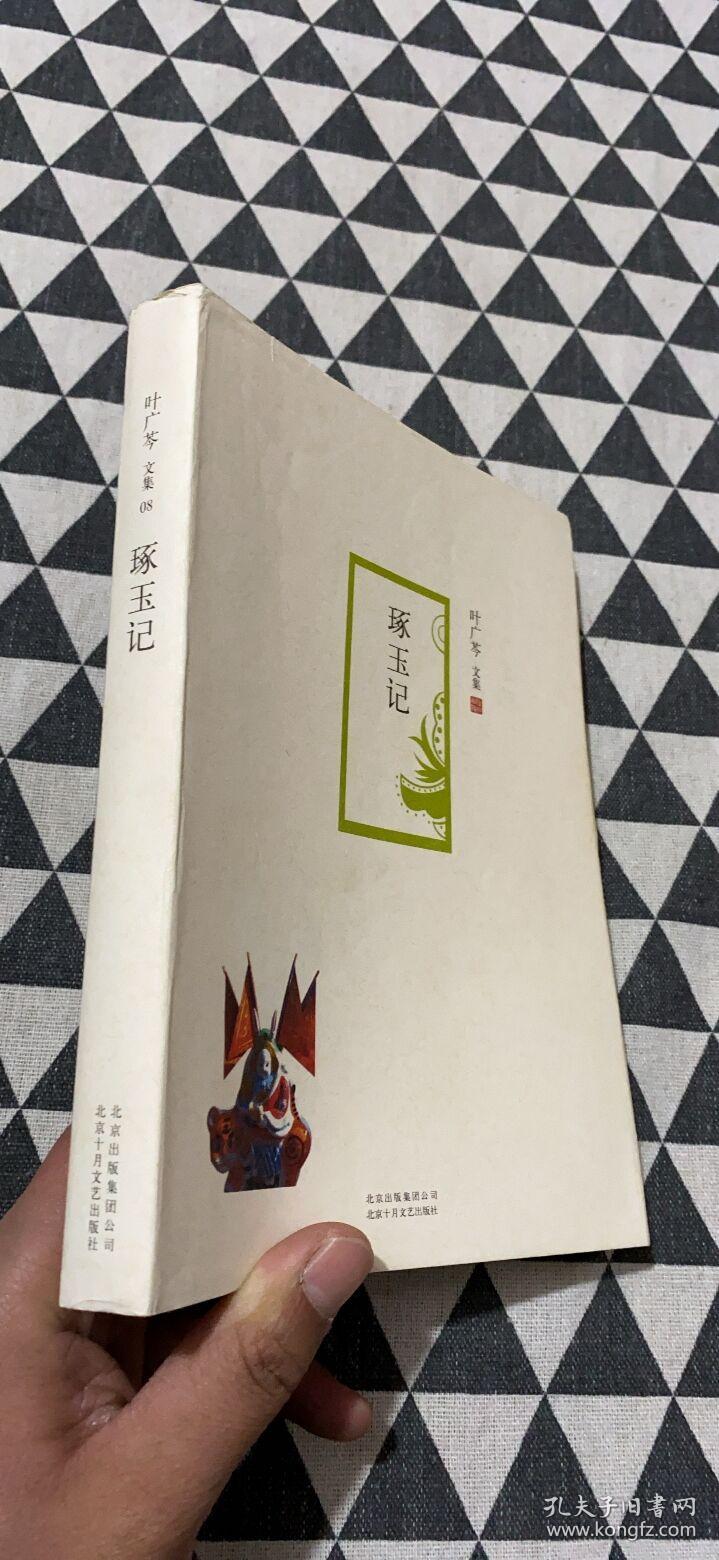 叶广芩 文集 08
琢玉记
北京出版集团公司
北京十月文艺出版社
叶广芩 文集
琢玉记
北京出版集团公司
北京十月文艺出版社
孔夫子旧書网
www.kongfz.com